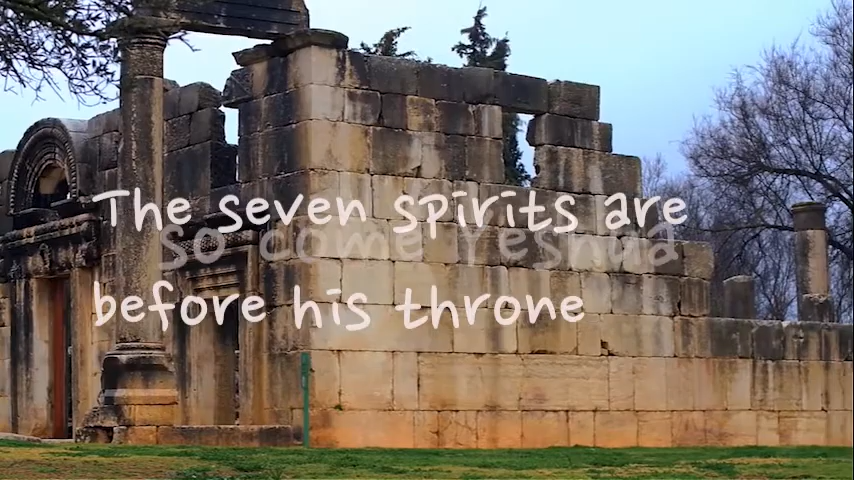 The seven spirits are
so come Yeshua
before his throne